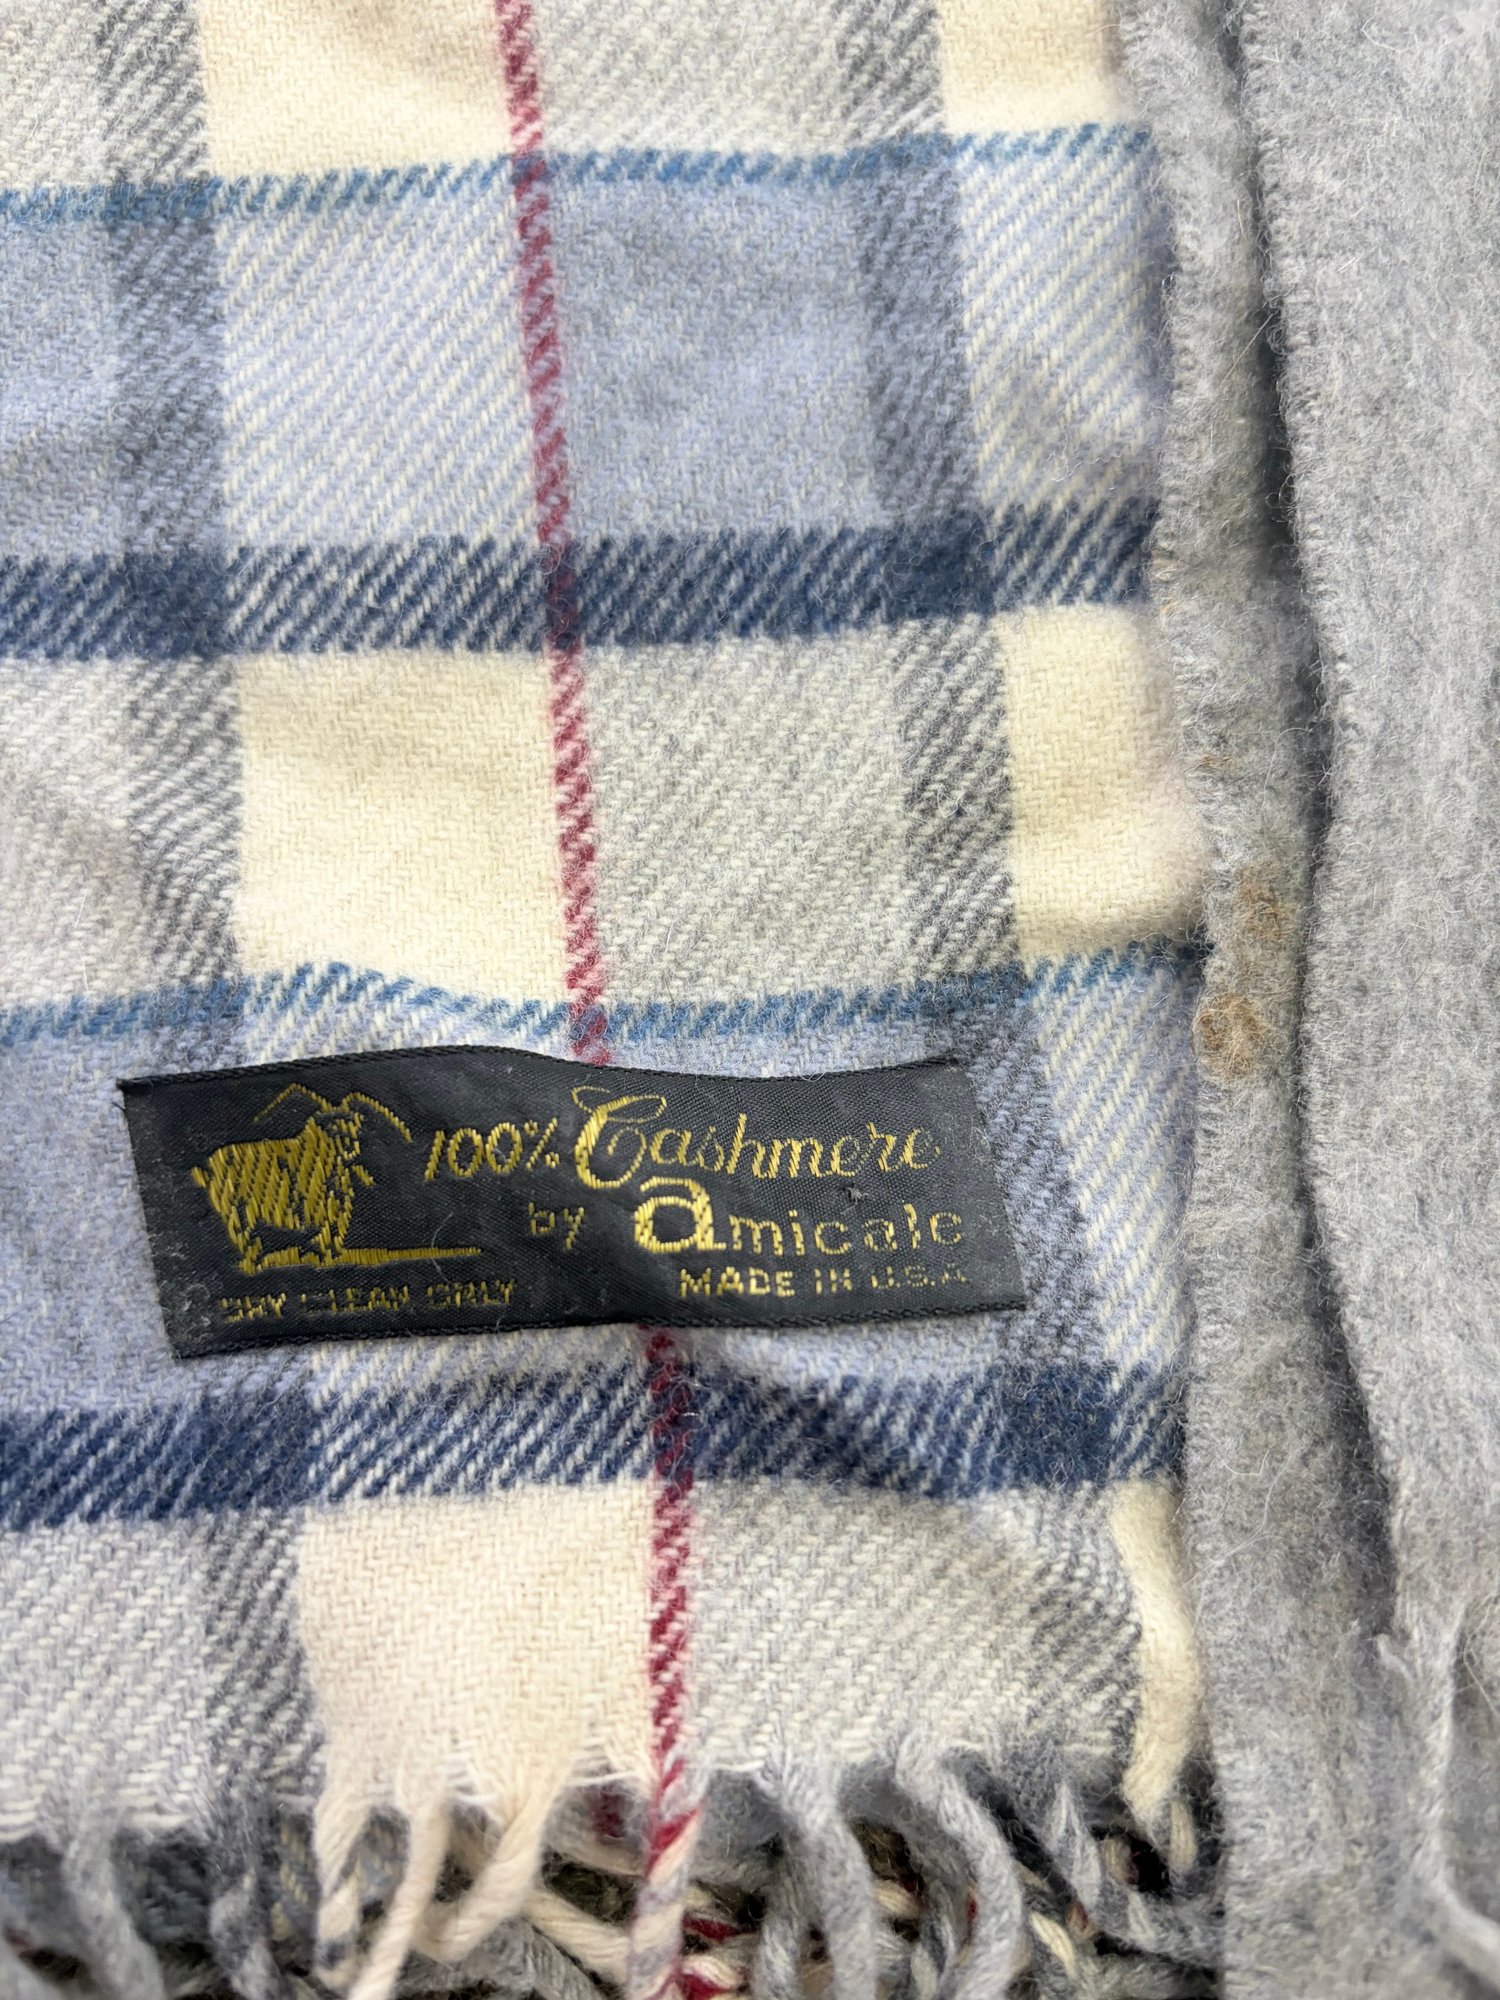 100% Cashmere
by amicale
MADE IN U.S.A
DRY CLEAN ONLY